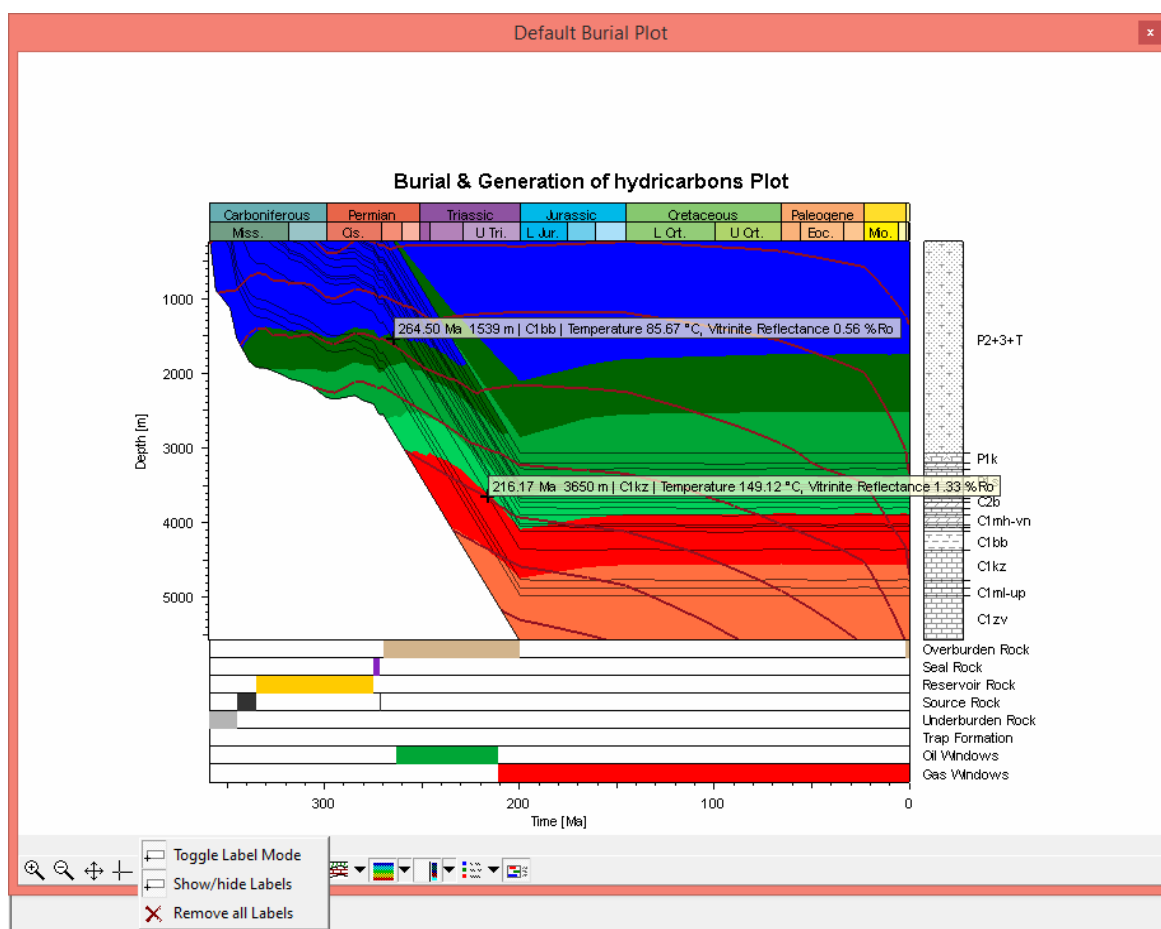 Default Burial Plot
x
Burial & Generation of hydricarbons Plot
Carboniferous Permian Triassic Jurassic Cretaceous Paleogene
Miss. Cis. U Tri. L Jur. L Crt. U Crt. Eoc. Mio.
Depth [m]
1000
2000
3000
4000
5000
264.50 Ma 1539 m | C1bb | Temperature 85.67 °C, Vitrinite Reflectance 0.56 %Ro
216.17 Ma 3650 m | C1kz | Temperature 149.12 °C, Vitrinite Reflectance 1.33 %Ro
P2+3+T
P1k
C2b
C1mh-vn
C1bb
C1kz
C1ml-up
C1zv
Overburden Rock
Seal Rock
Reservoir Rock
Source Rock
Underburden Rock
Trap Formation
Oil Windows
Gas Windows
300 200 100 0
Time [Ma]
Toggle Label Mode
Show/hide Labels
Remove all Labels